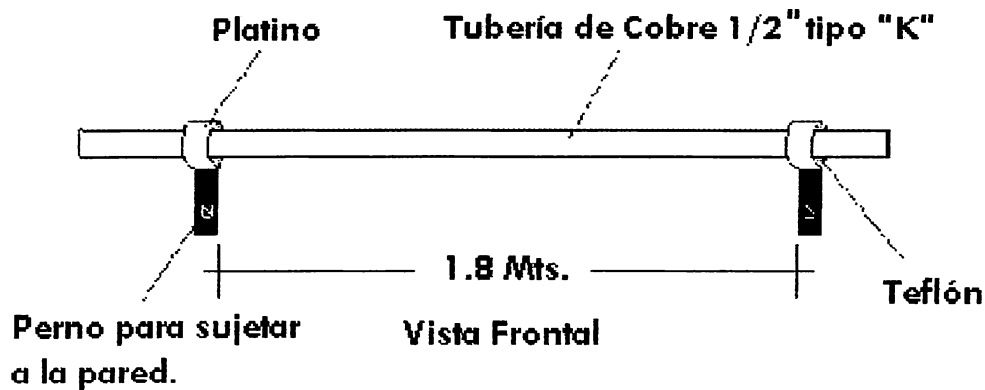 Platino
Tubería de Cobre 1/2" tipo "K"
1.8 Mts.
Teflón
Perno para sujetar
a la pared.
Vista Frontal